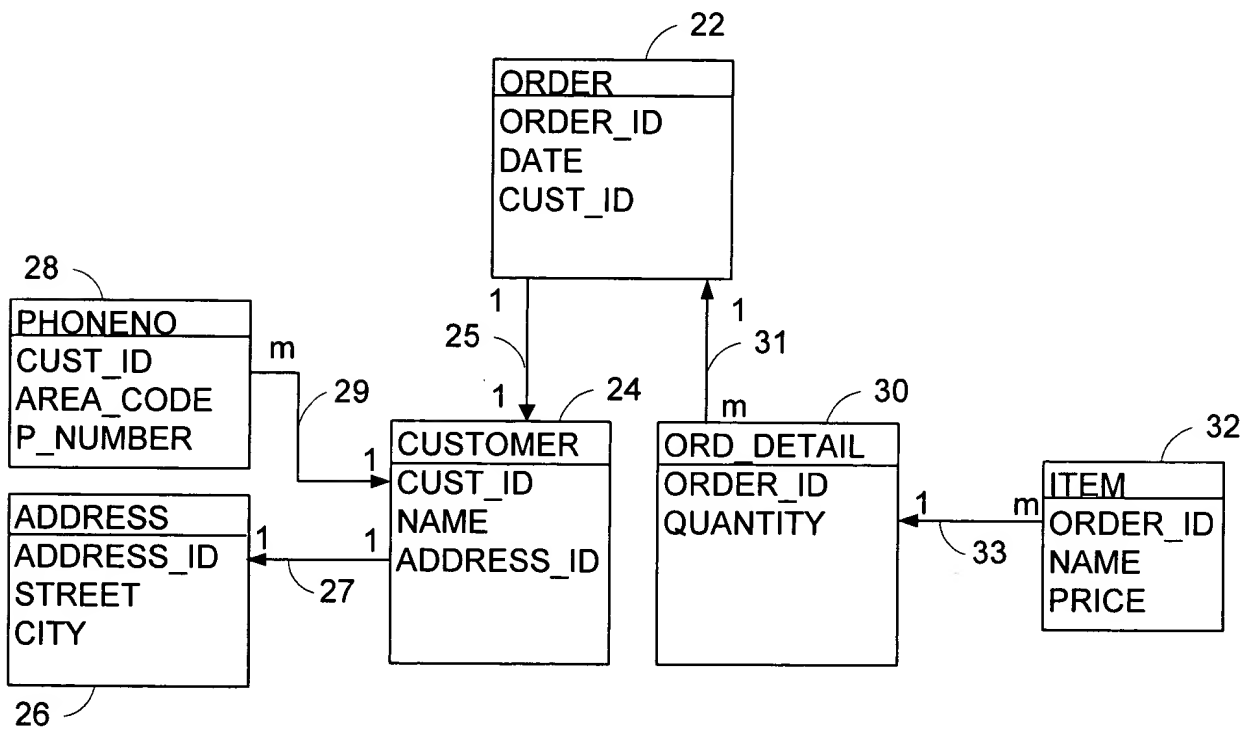 22
ORDER
ORDER_ID
DATE
CUST_ID
28
PHONENO
CUST_ID
AREA_CODE
P_NUMBER
m
29
1
1
25
1
1
31
m
24
CUSTOMER
CUST_ID
NAME
ADDRESS_ID
30
ORD_DETAIL
ORDER_ID
QUANTITY
32
ITEM
ORDER_ID
NAME
PRICE
1
m
33
ADDRESS
ADDRESS_ID
STREET
CITY
1
1
27
26